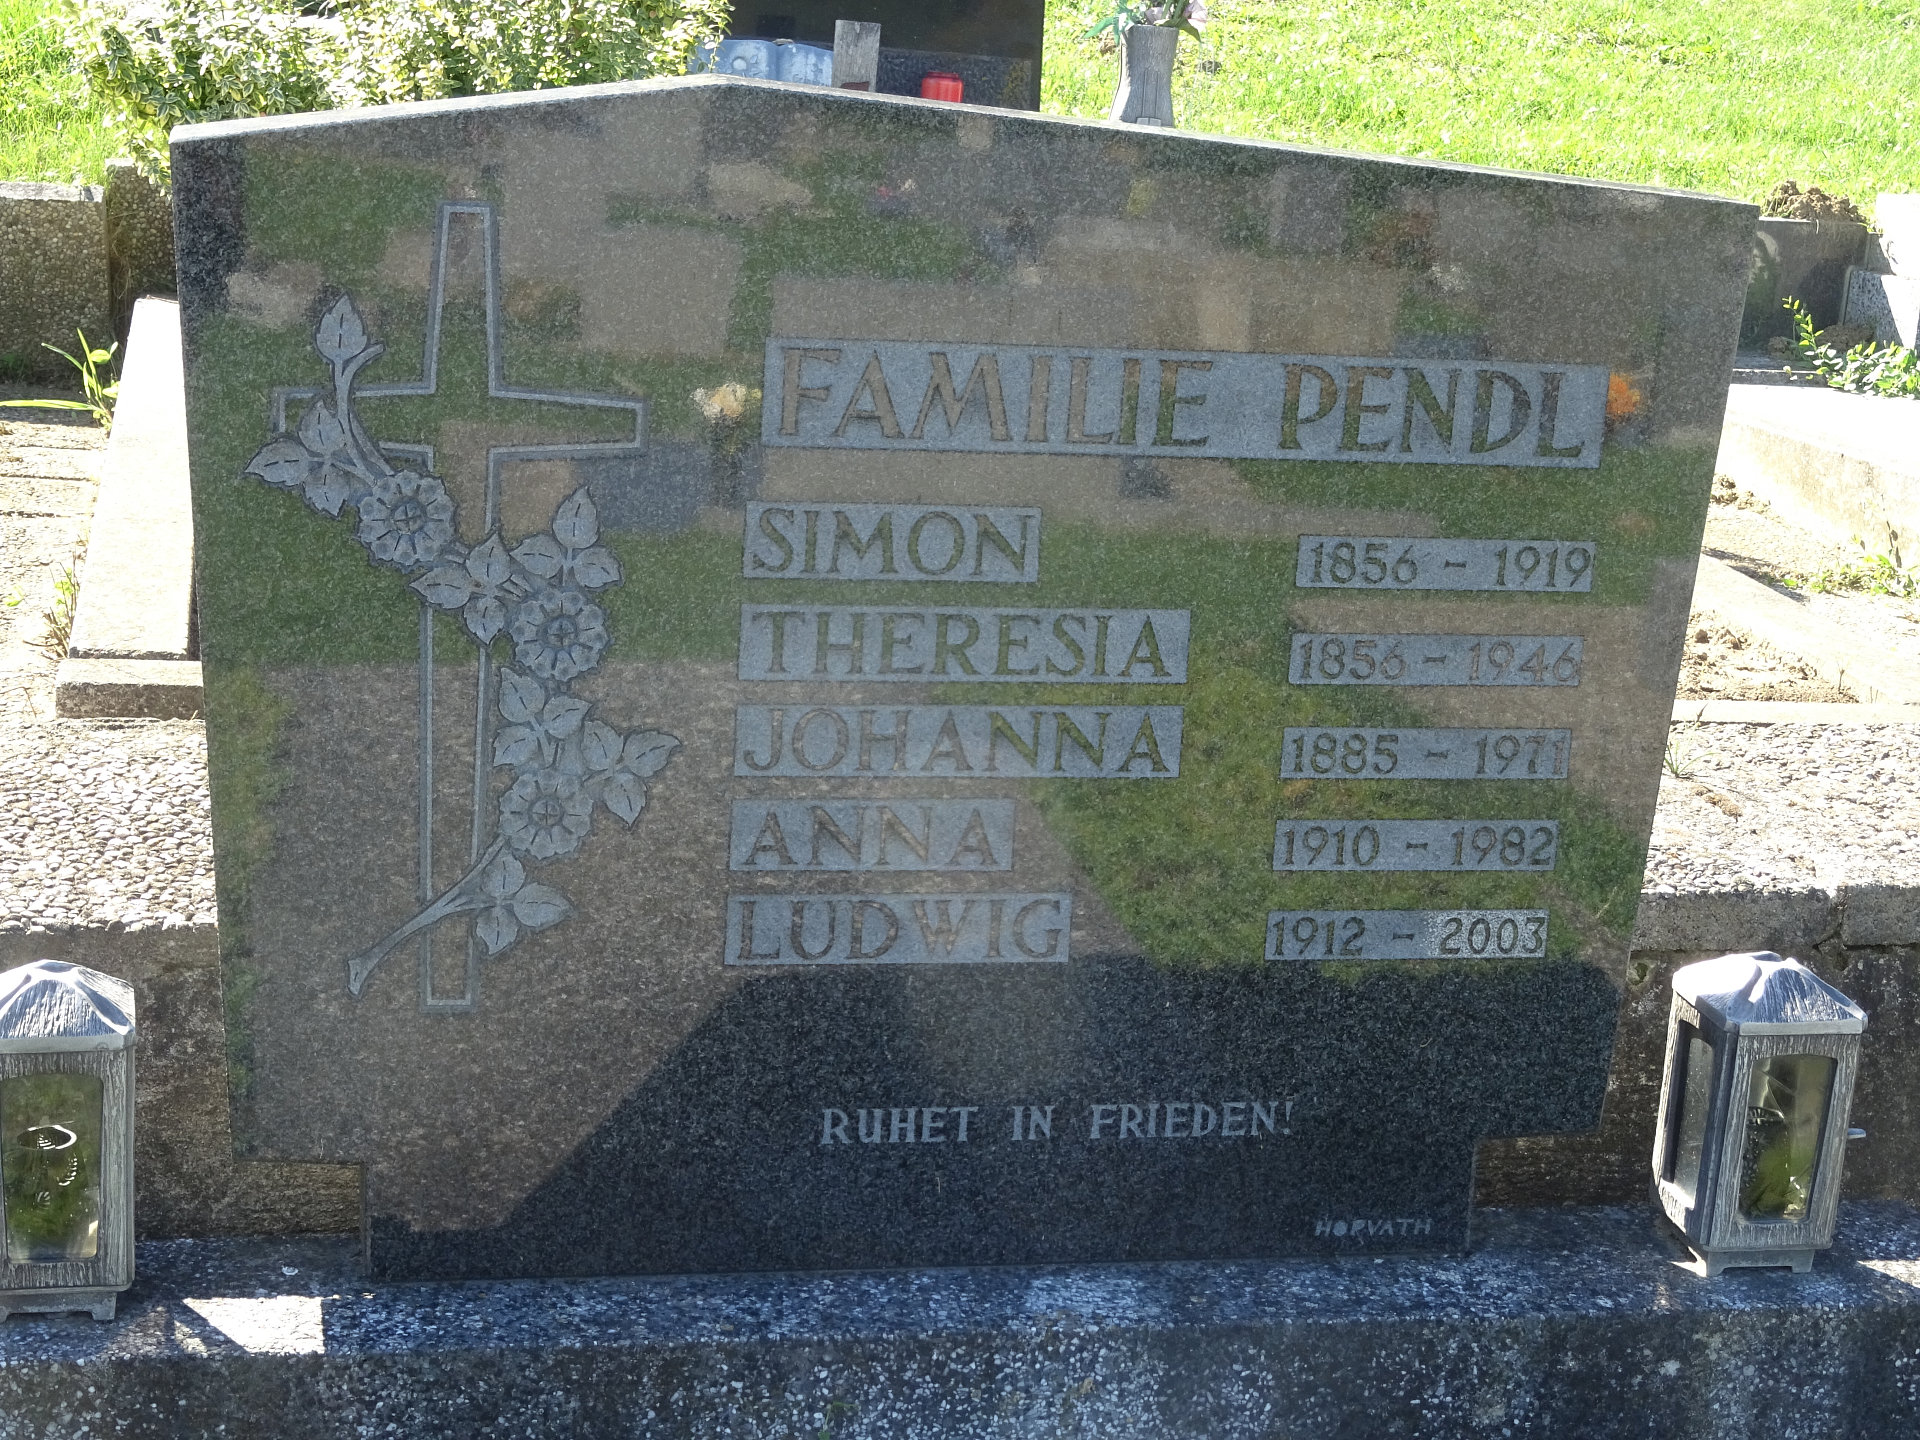 FAMILIE PENDL
SIMON 1856 - 1919
THERESIA 1856 - 1946
JOHANNA 1885 - 1971
ANNA 1910 - 1982
LUDWIG 1912 - 2003
RUHET IN FRIEDEN!
HORVATH